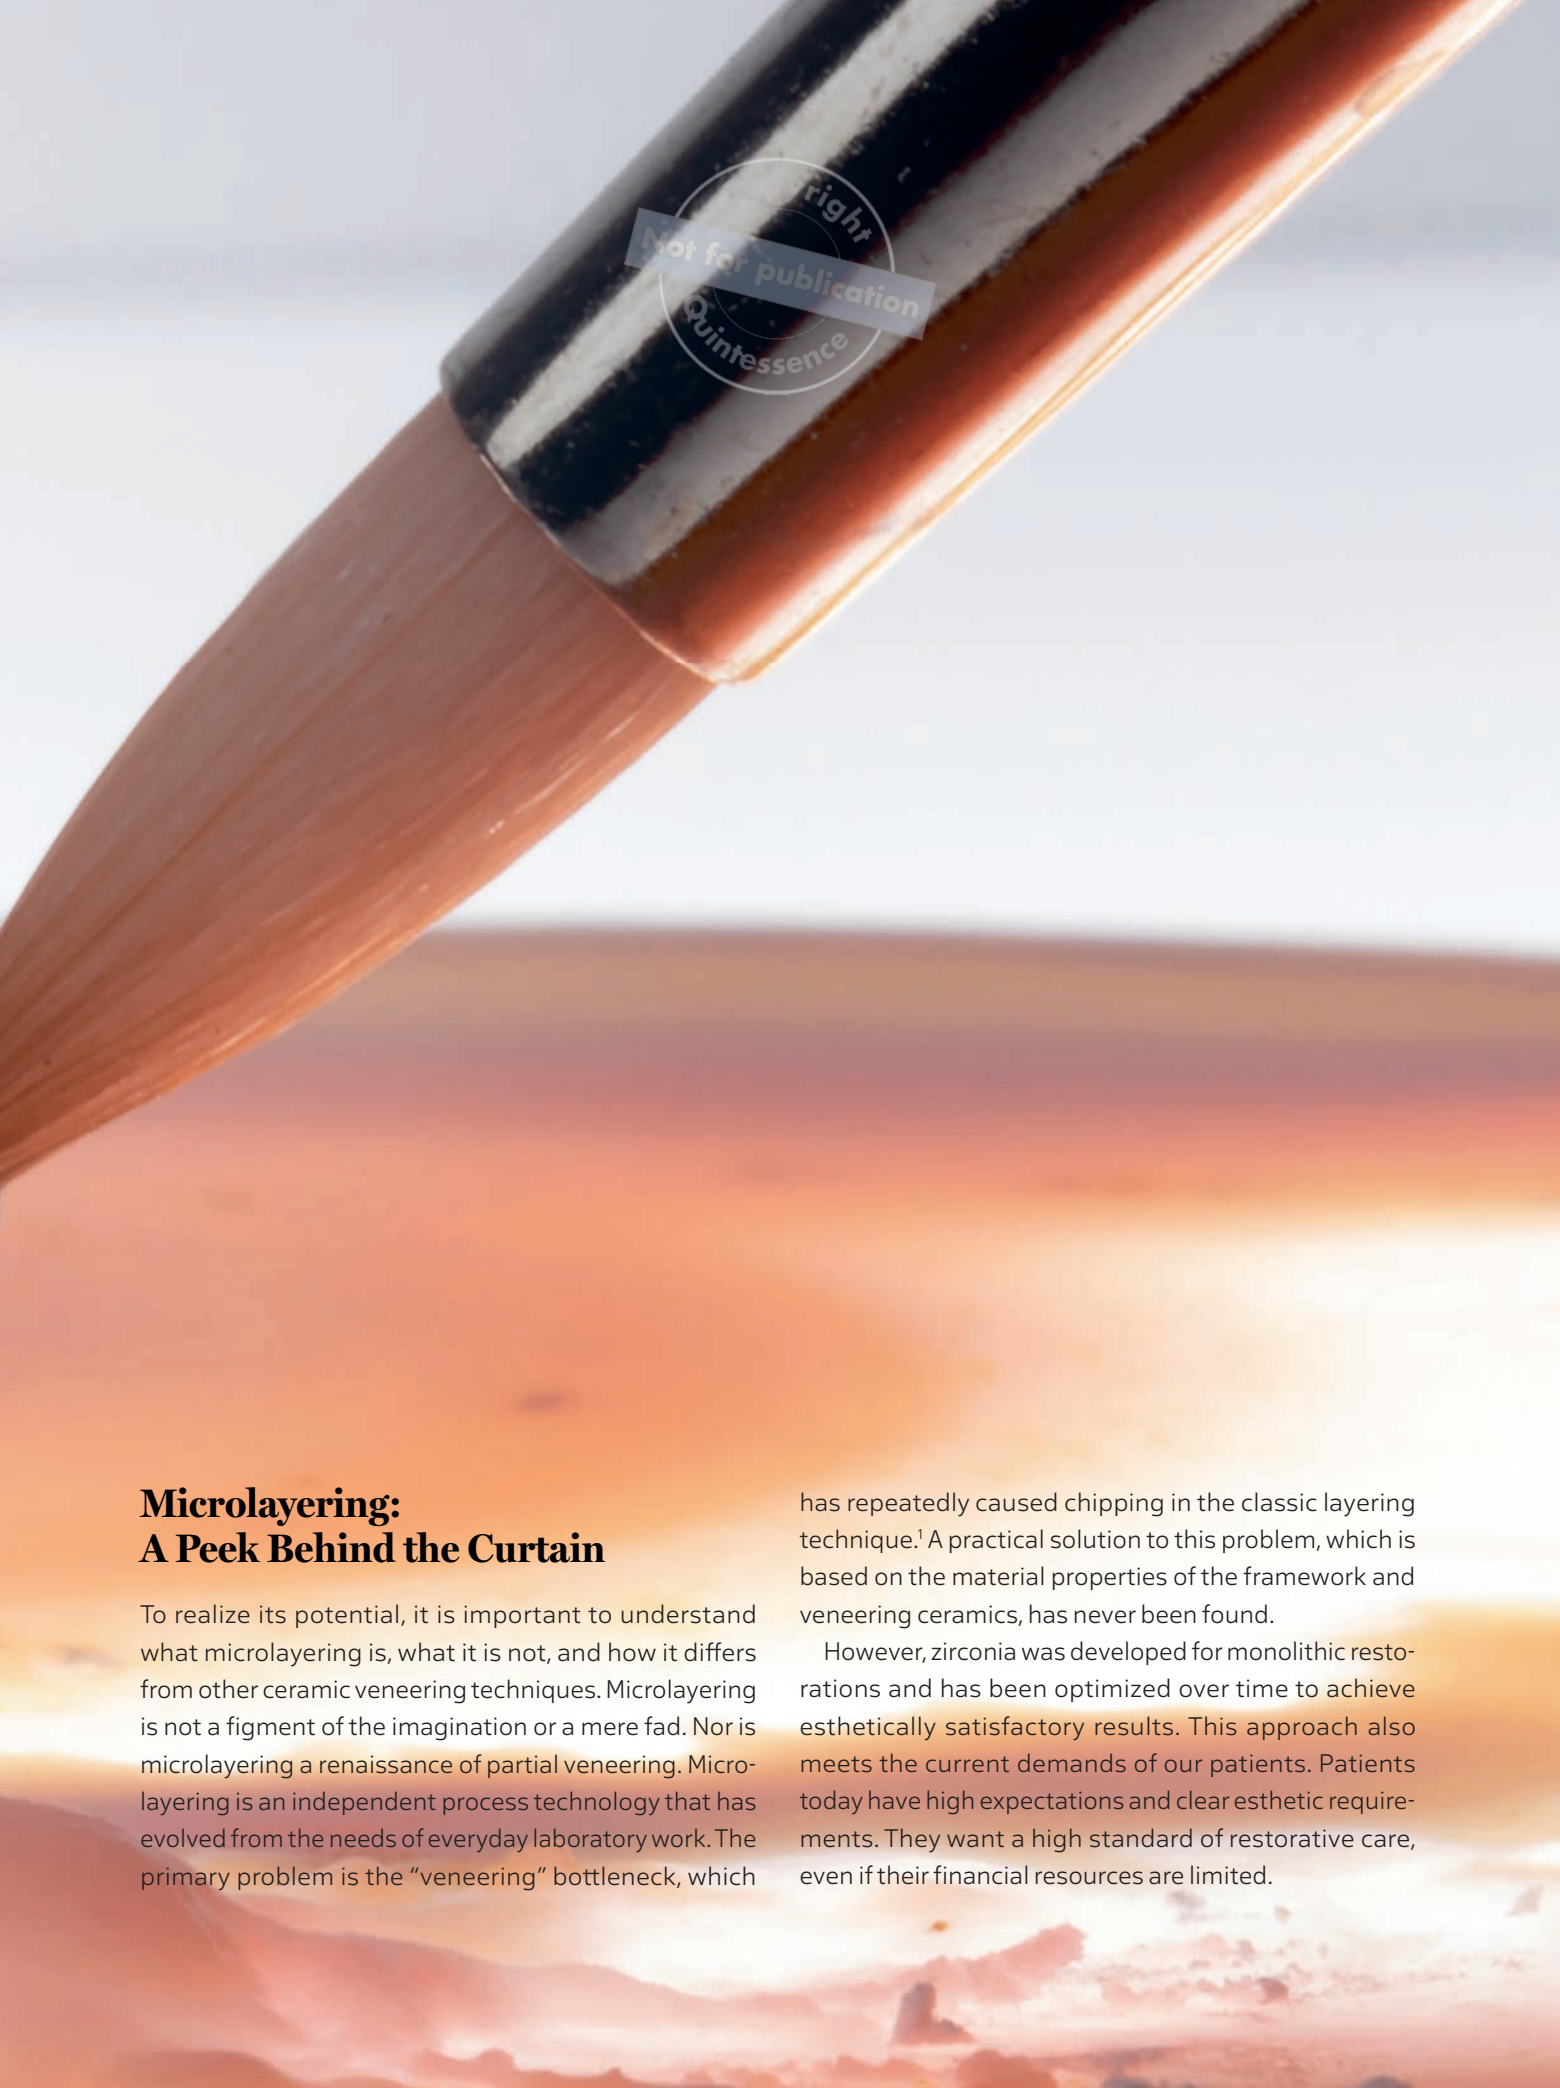 right
Not for publication
Quintessence
Microlayering:
A Peek Behind the Curtain
To realize its potential, it is important to understand
what microlayering is, what it is not, and how it differs
from other ceramic veneering techniques. Microlayering
is not a figment of the imagination or a mere fad. Nor is
microlayering a renaissance of partial veneering. Micro-
layering is an independent process technology that has
evolved from the needs of everyday laboratory work. The
primary problem is the “veneering” bottleneck, which
has repeatedly caused chipping in the classic layering
technique.¹ A practical solution to this problem, which is
based on the material properties of the framework and
veneering ceramics, has never been found.
However, zirconia was developed for monolithic resto-
rations and has been optimized over time to achieve
esthetically satisfactory results. This approach also
meets the current demands of our patients. Patients
today have high expectations and clear esthetic require-
ments. They want a high standard of restorative care,
even if their financial resources are limited.